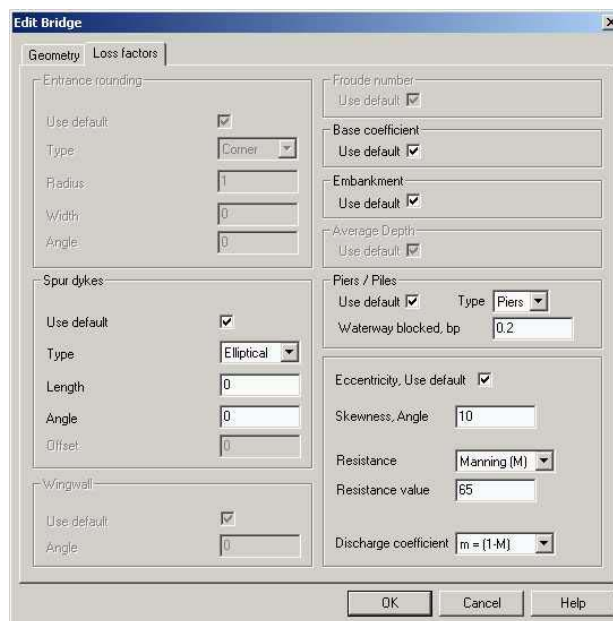 Edit Bridge
Geometry
Loss factors
Entrance rounding
Use default
Type
Corner
Radius
1
Width
0
Angle
0
Spur dykes
Use default
Type
Elliptical
Length
0
Angle
0
Offset
0
Wingwall
Use default
Angle
0
Froude number
Use default
Base coefficient
Use default
Embankment
Use default
Average Depth
Use default
Piers / Piles
Use default
Type
Piers
Waterway blocked, bp
0.2
Eccentricity, Use default
Skewness, Angle
10
Resistance
Manning (M)
Resistance value
65
Discharge coefficient
m = (1-M)
OK
Cancel
Help